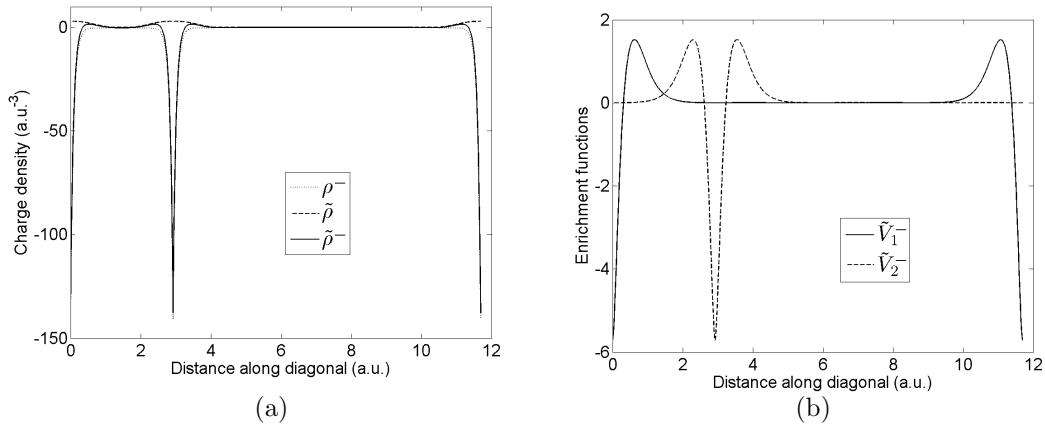 0
-50
-100
-150
Charge density (a.u.⁻³)
ρ⁻
ρ̃
ρ̃⁻
0 2 4 6 8 10 12
Distance along diagonal (a.u.)
(a)
2
0
-2
-4
-6
Enrichment functions
Ṽ₁⁻
Ṽ₂⁻
0 2 4 6 8 10 12
Distance along diagonal (a.u.)
(b)